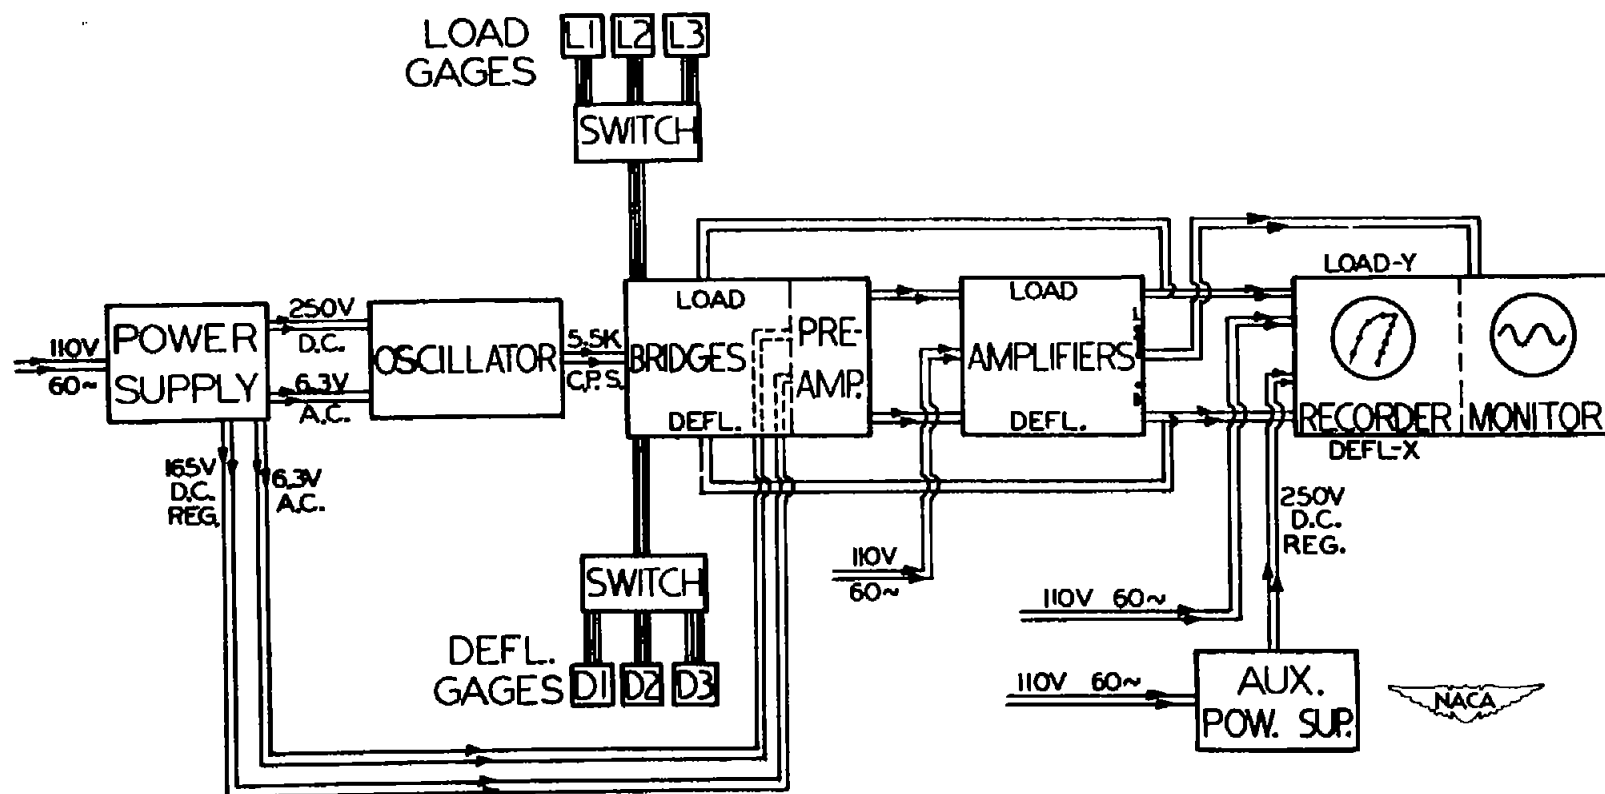 LOAD
GAGES
L1 L2 L3
SWITCH
110V
60~
POWER
SUPPLY
250V
D.C.
6.3V
A.C.
OSCILLATOR
5.5K
C.P.S.
LOAD
BRIDGES
DEFL.
PRE-
AMP.
LOAD
AMPLIFIERS
DEFL.
LOAD-Y
RECORDER
DEFL-X
MONITOR
165V
D.C.
REG.
6.3V
A.C.
SWITCH
DEFL.
GAGES
D1 D2 D3
110V
60~
110V 60~
250V
D.C.
REG.
110V 60~
AUX.
POW. SUP.
NACA